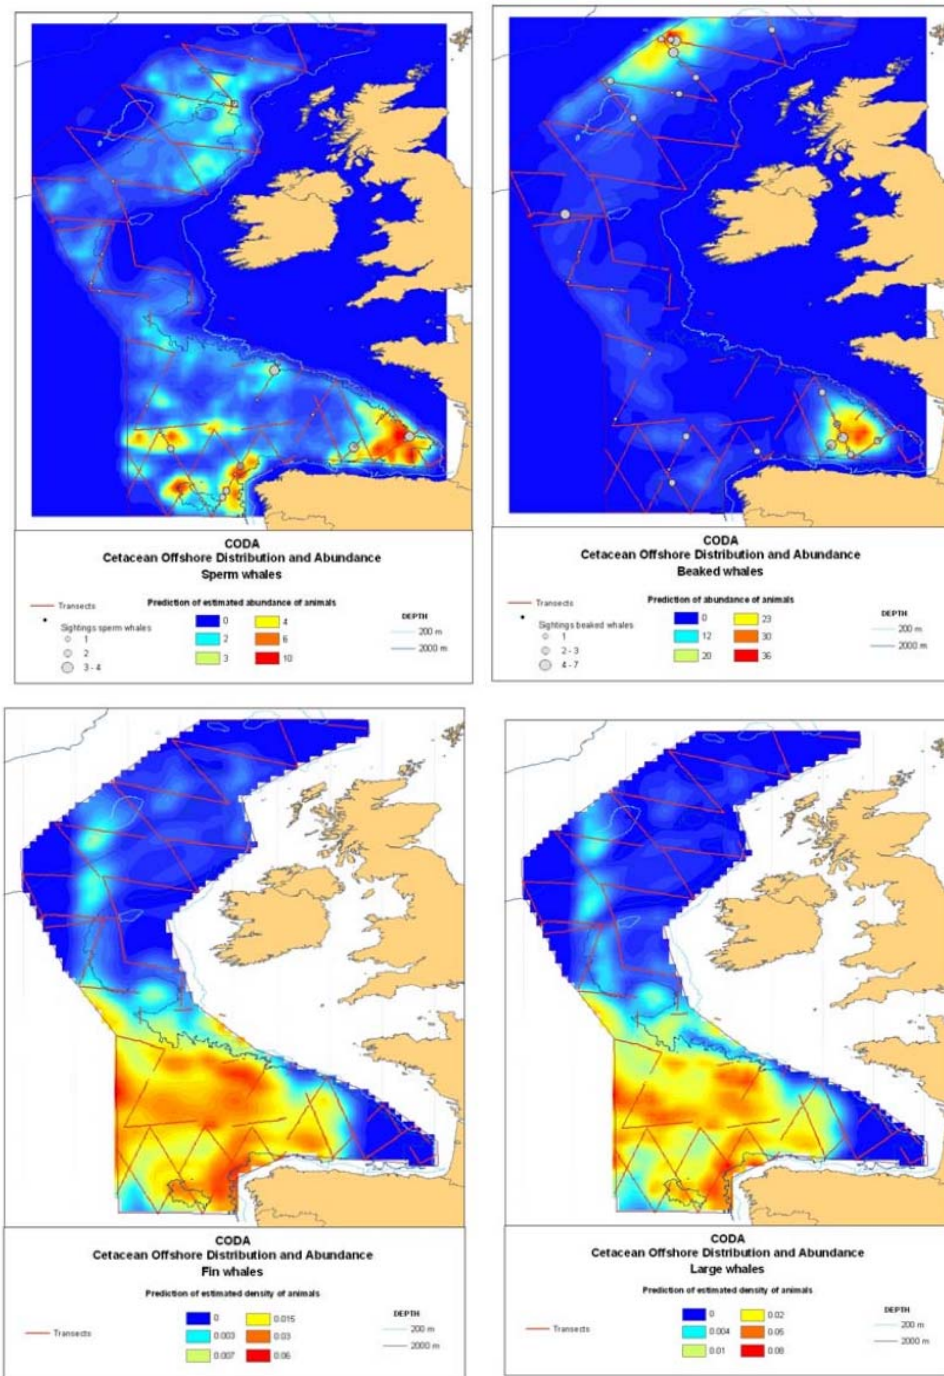 CODA
Cetacean Offshore Distribution and Abundance
Sperm whales
Transects
Sightings sperm whales
1
2
3 - 4
Prediction of estimated abundance of animals
0
2
3
4
6
10
DEPTH
200 m
2000 m
CODA
Cetacean Offshore Distribution and Abundance
Beaked whales
Transects
Sightings beaked whales
1
2 - 3
4 - 7
Prediction of abundance of animals
0
12
20
23
30
36
DEPTH
200 m
2000 m
CODA
Cetacean Offshore Distribution and Abundance
Fin whales
Prediction of estimated density of animals
Transects
0
0.003
0.007
0.015
0.03
0.06
DEPTH
200 m
2000 m
CODA
Cetacean Offshore Distribution and Abundance
Large whales
Prediction of estimated density of animals
Transects
0
0.004
0.01
0.02
0.05
0.08
DEPTH
200 m
2000 m